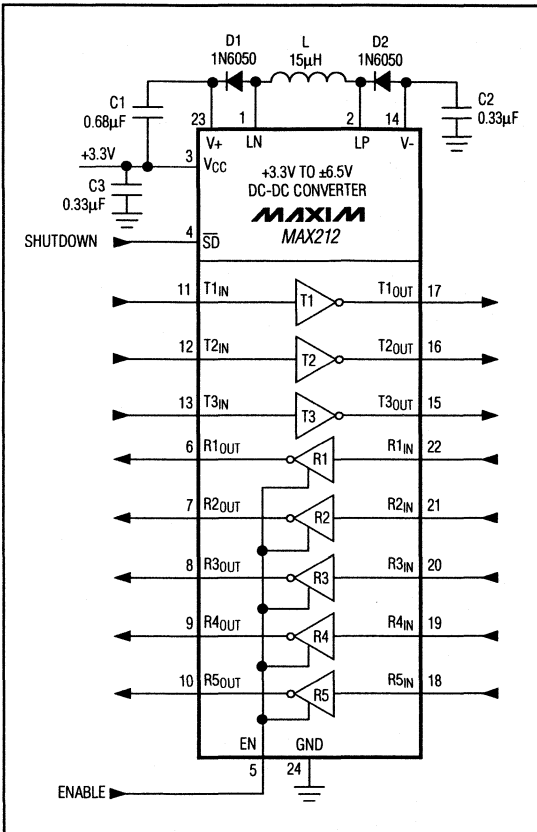 D1 L D2
1N6050 15μH 1N6050
C1 C2
0.68μF 0.33μF
23 1 2 14
V+ LN LP V-
+3.3V 3 VCC
+3.3V TO ±6.5V
DC-DC CONVERTER
C3
0.33μF
MAXIM
MAX212
SHUTDOWN 4 SD
11 T1IN T1 T1OUT 17
12 T2IN T2 T2OUT 16
13 T3IN T3 T3OUT 15
6 R1OUT R1 R1IN 22
7 R2OUT R2 R2IN 21
8 R3OUT R3 R3IN 20
9 R4OUT R4 R4IN 19
10 R5OUT R5 R5IN 18
EN GND
5 24
ENABLE